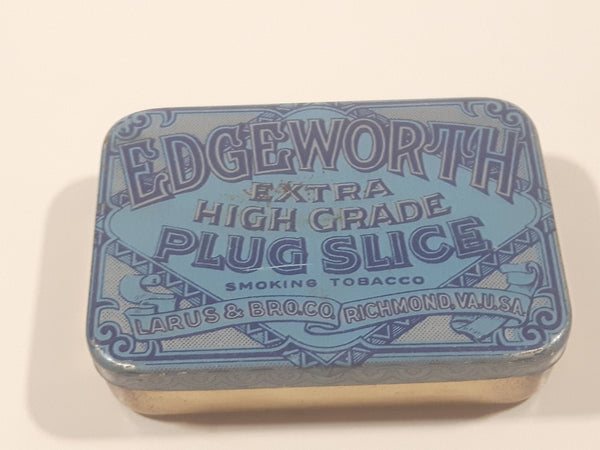 EDGEWORTH
EXTRA
HIGH GRADE
PLUG SLICE
SMOKING TOBACCO
LARUS & BRO.CO. RICHMOND, VA.U.S.A.